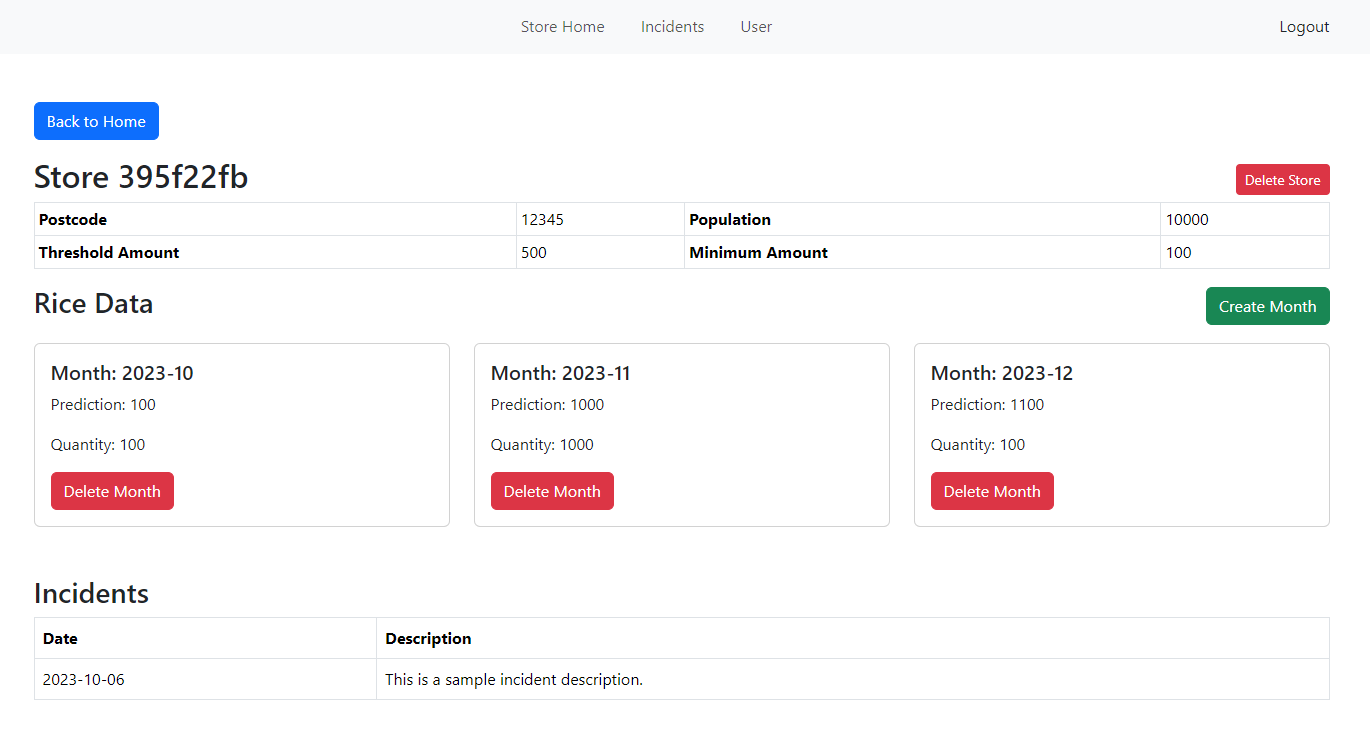 Store Home Incidents User Logout
Back to Home
Store 395f22fb Delete Store
Postcode 12345 Population 10000
Threshold Amount 500 Minimum Amount 100
Rice Data Create Month
Month: 2023-10 Month: 2023-11 Month: 2023-12
Prediction: 100 Prediction: 1000 Prediction: 1100
Quantity: 100 Quantity: 1000 Quantity: 100
Delete Month Delete Month Delete Month
Incidents
Date Description
2023-10-06 This is a sample incident description.